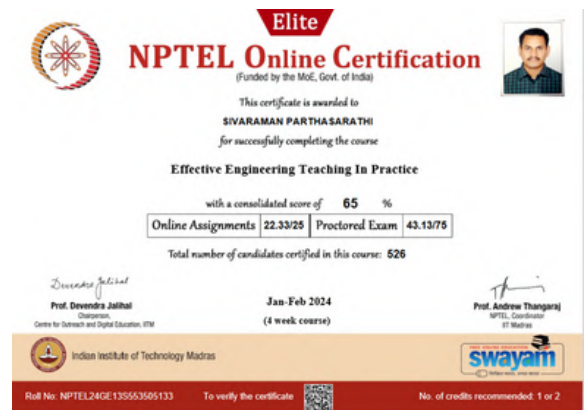 Elite
NPTEL Online Certification
(Funded by the MoE, Govt. of India)
This certificate is awarded to
SIVARAMAN PARTHASARATHI
for successfully completing the course
Effective Engineering Teaching In Practice
with a consolidated score of 65 %
Online Assignments 22.33/25 Proctored Exam 43.13/75
Total number of candidates certified in this course: 526
Devendra Jalihal
Prof. Devendra Jalihal
Chairperson,
Centre for Outreach and Digital Education, IITM
Jan-Feb 2024
(4 week course)
Prof. Andrew Thangaraj
NPTEL, Coordinator
IIT Madras
Indian Institute of Technology Madras
FREE ONLINE EDUCATION
swayam
Roll No: NPTEL24GE13S553505133 To verify the certificate No. of credits recommended: 1 or 2